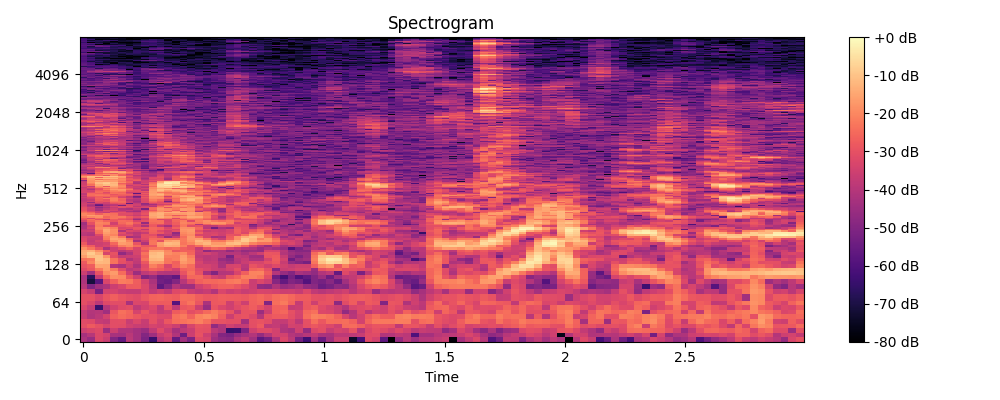 Spectrogram
Hz
4096
2048
1024
512
256
128
64
0
0
0.5
1
1.5
2
2.5
Time
+0 dB
-10 dB
-20 dB
-30 dB
-40 dB
-50 dB
-60 dB
-70 dB
-80 dB